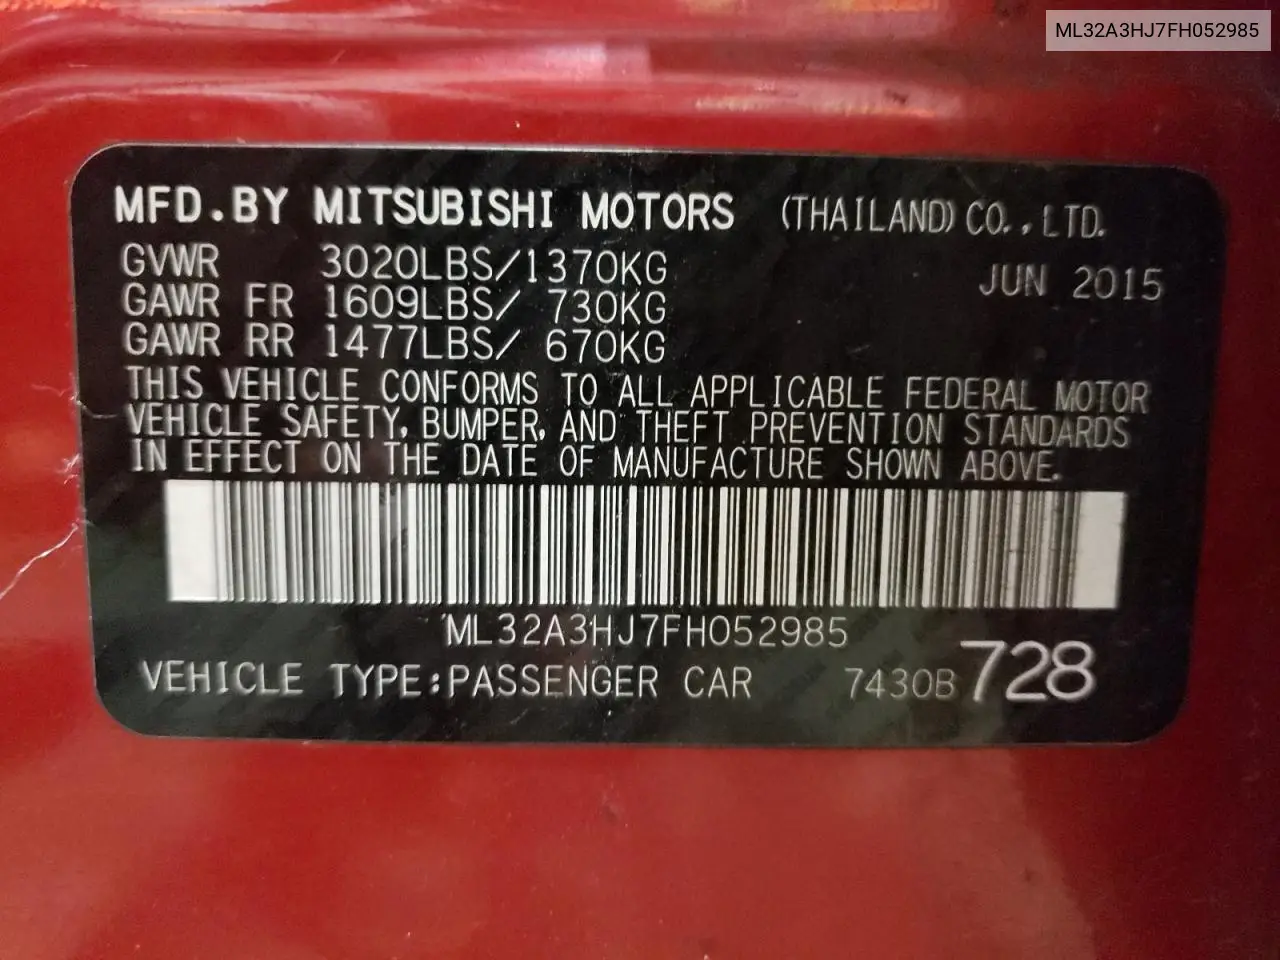 ML32A3HJ7FH052985
MFD.BY MITSUBISHI MOTORS (THAILAND) CO.,LTD.
GVWR 3020LBS/1370KG JUN 2015
GAWR FR 1609LBS/ 730KG
GAWR RR 1477LBS/ 670KG
THIS VEHICLE CONFORMS TO ALL APPLICABLE FEDERAL MOTOR
VEHICLE SAFETY, BUMPER, AND THEFT PREVENTION STANDARDS
IN EFFECT ON THE DATE OF MANUFACTURE SHOWN ABOVE.
ML32A3HJ7FH052985
VEHICLE TYPE:PASSENGER CAR 7430B 728